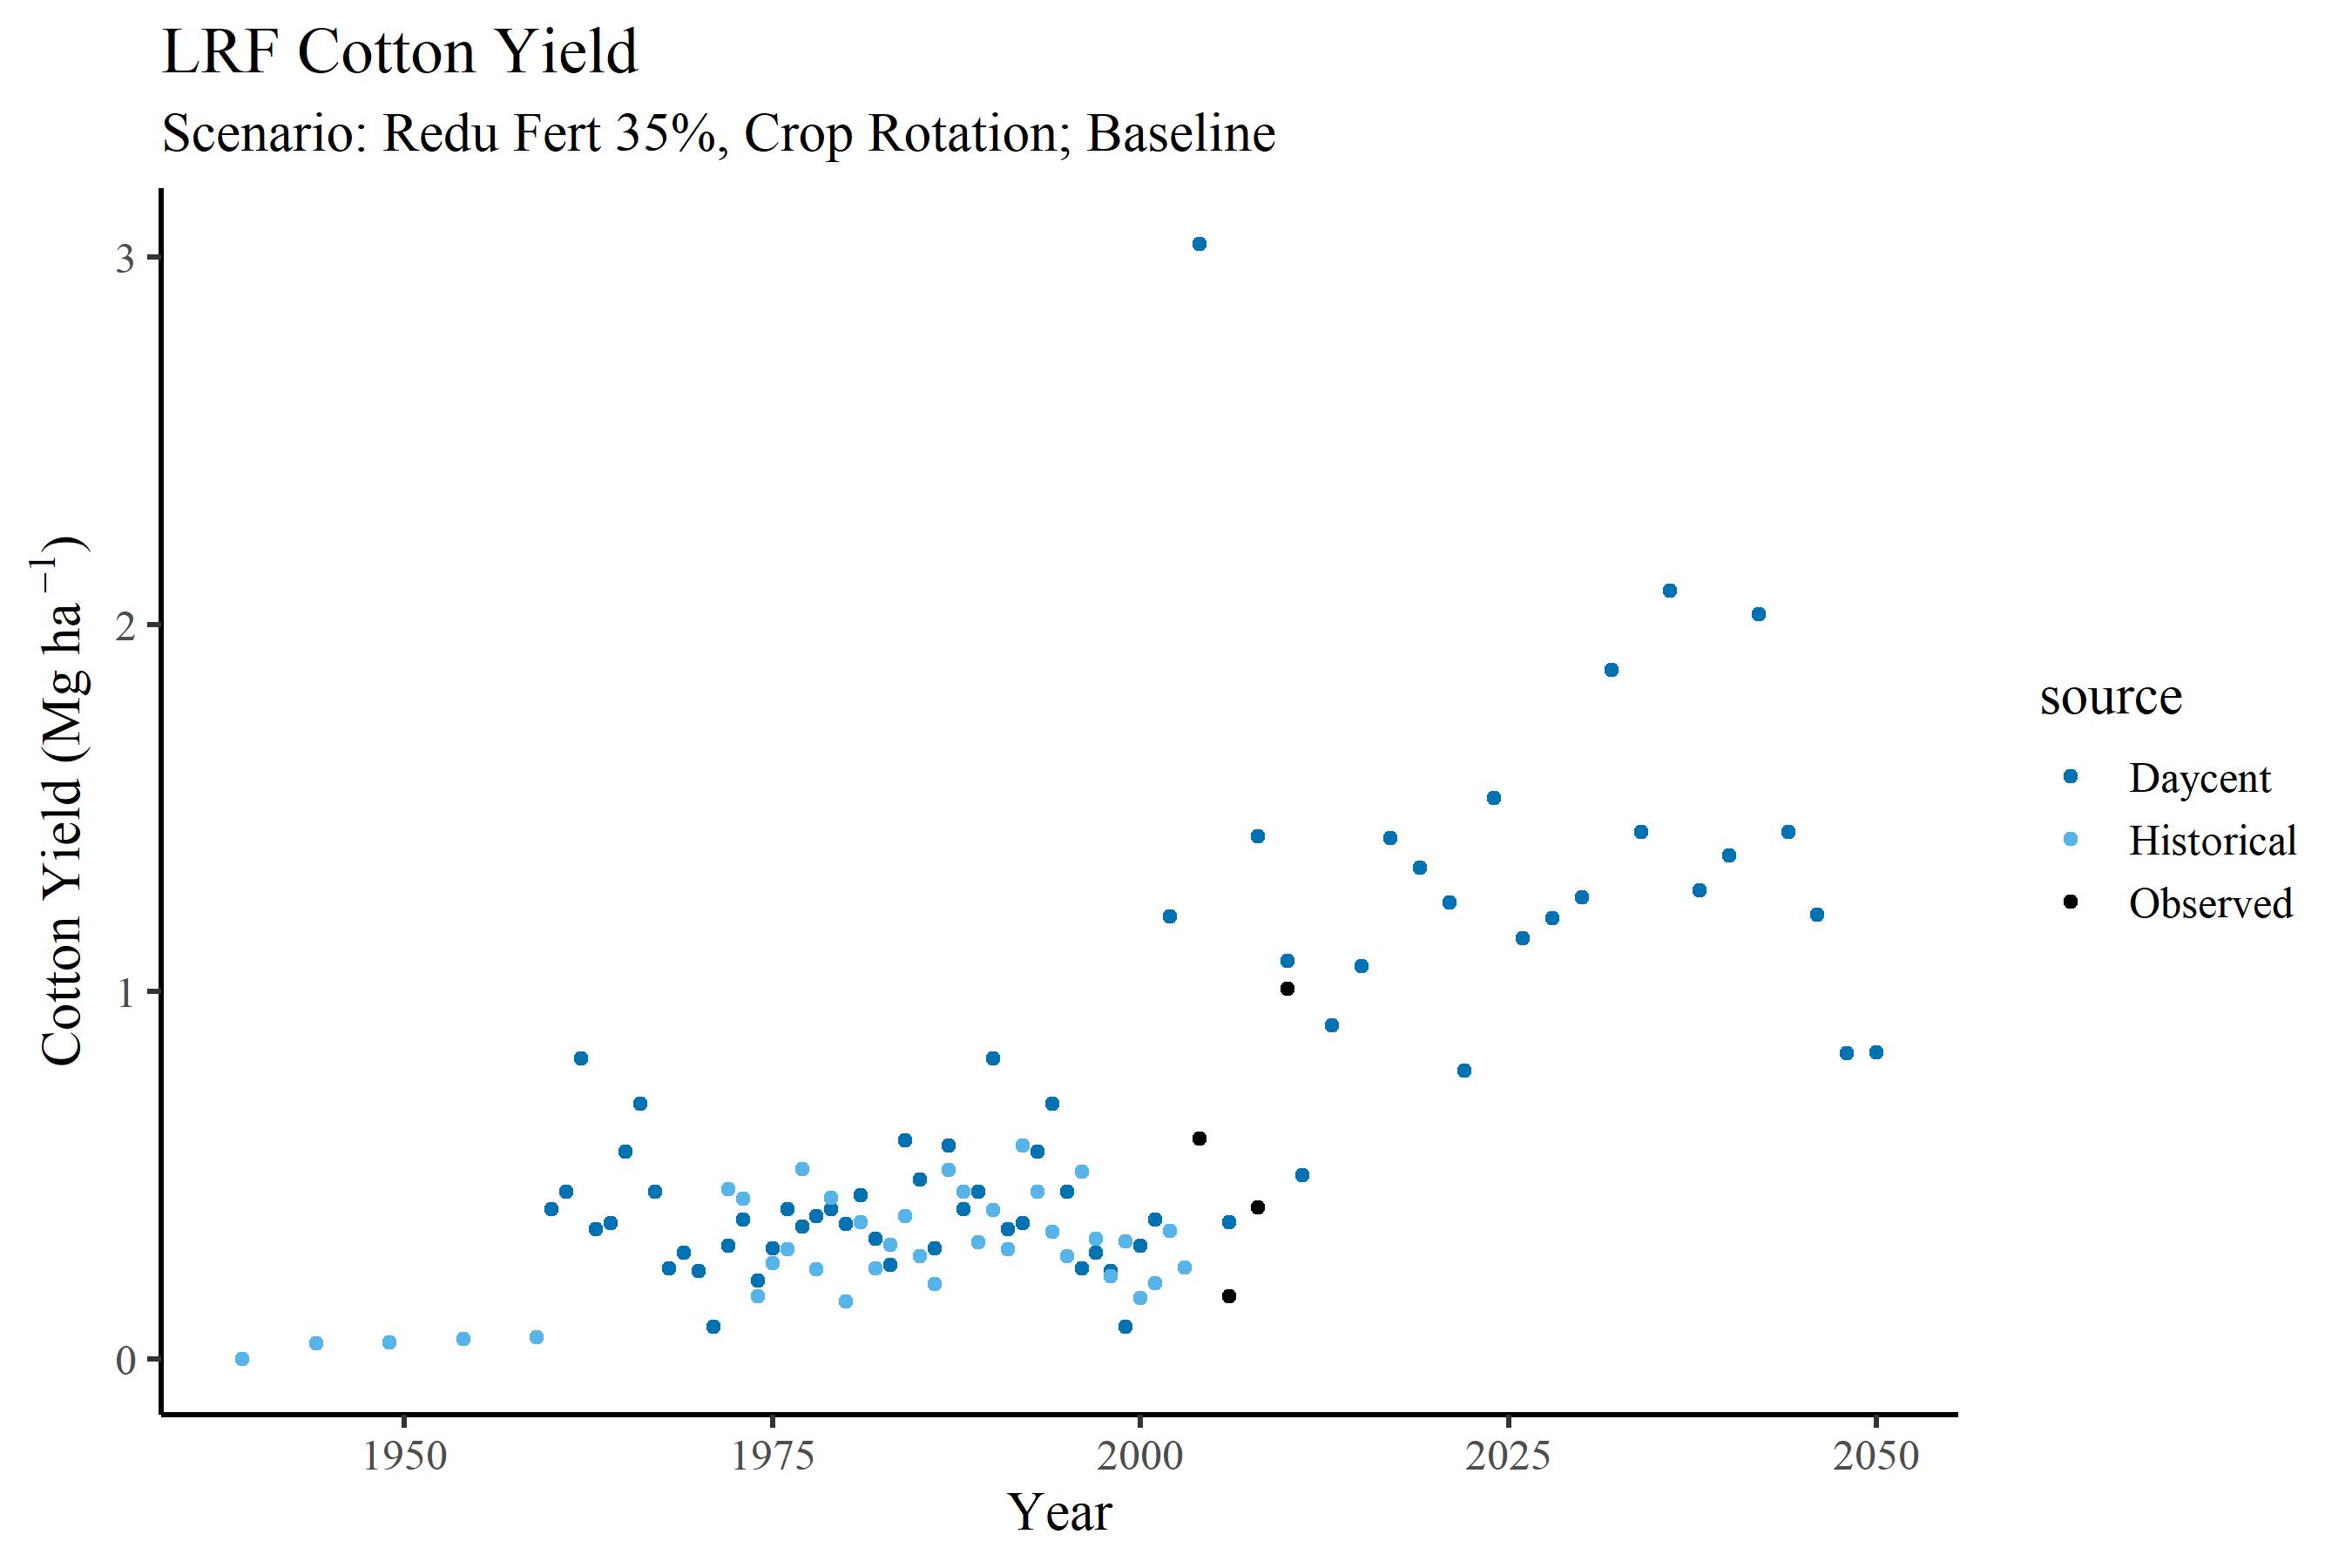 LRF Cotton Yield
Scenario: Redu Fert 35%, Crop Rotation; Baseline
Cotton Yield (Mg ha⁻¹)
3
2
1
0
1950 1975 2000 2025 2050
Year
source
Daycent
Historical
Observed